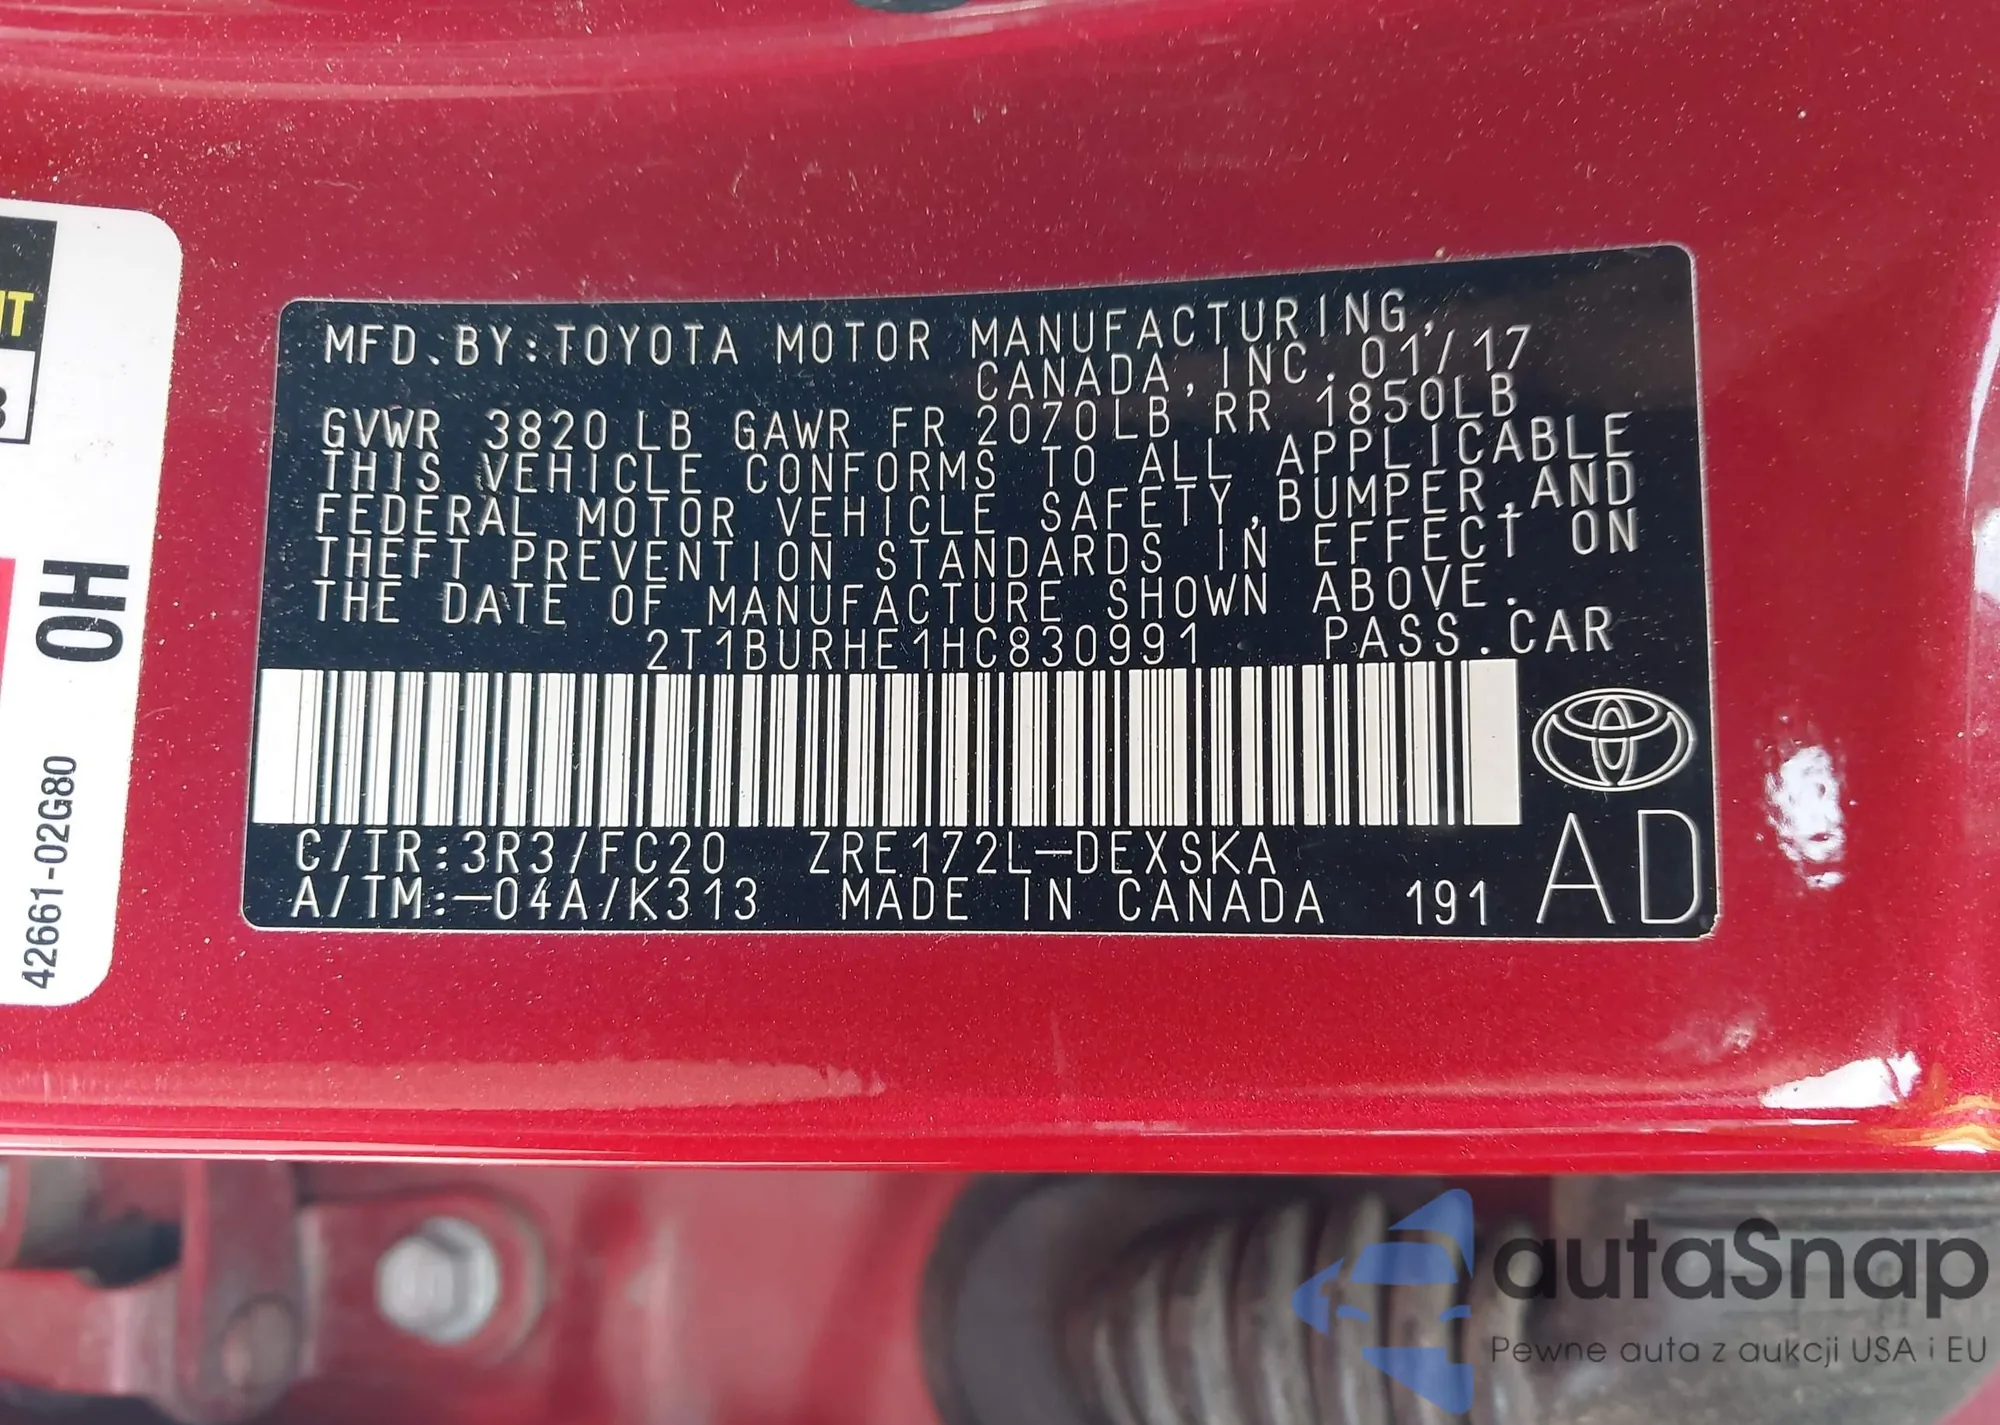 MFD.BY:TOYOTA MOTOR MANUFACTURING,
CANADA,INC.01/17
GVWR 3820LB GAWR FR 2070LB RR 1850LB
THIS VEHICLE CONFORMS TO ALL APPLICABLE
FEDERAL MOTOR VEHICLE SAFETY,BUMPER,AND
THEFT PREVENTION STANDARDS IN EFFECT ON
THE DATE OF MANUFACTURE SHOWN ABOVE.
2T1BURHE1HC830991 PASS.CAR
C/TR:3R3/FC20 ZRE172L-DEXSKA
A/TM:-04A/K313 MADE IN CANADA 191
AD
0H
42661-02G80
autaSnap
Pewne auta z aukcji USA i EU